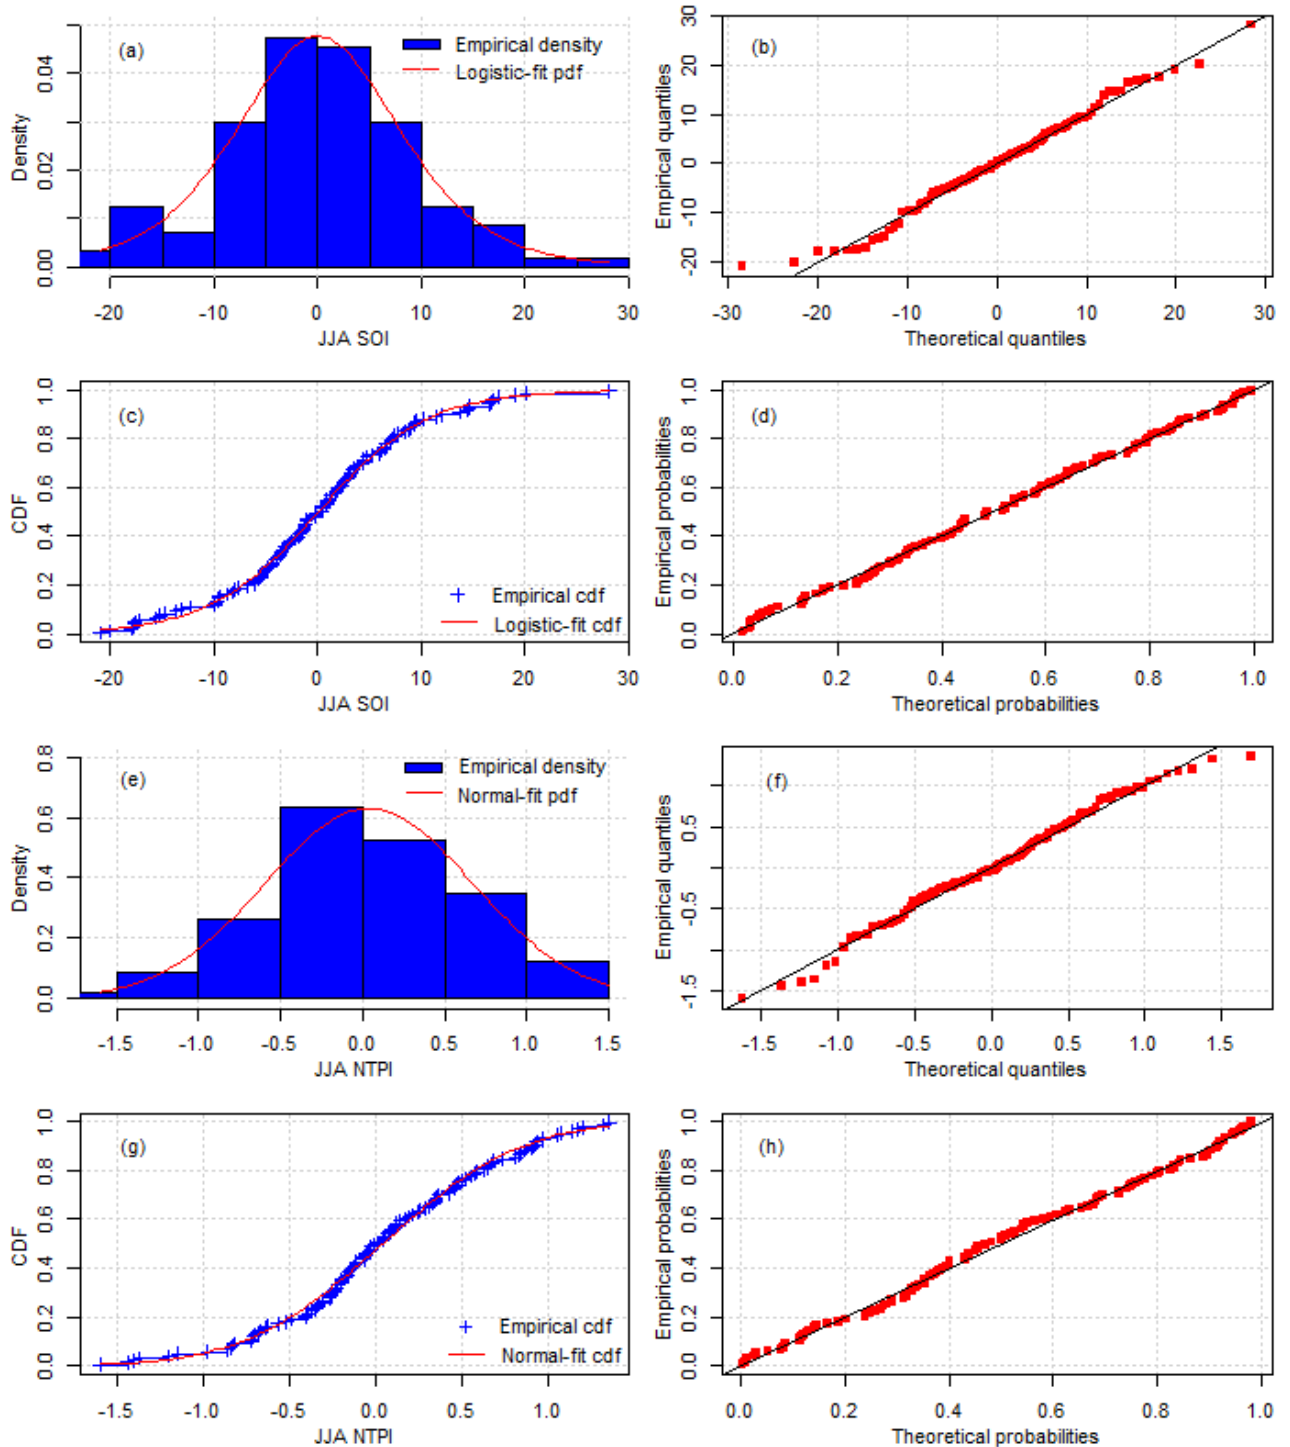 (a)
Empirical density
Logistic-fit pdf
Density
0.00 0.02 0.04
-20 -10 0 10 20 30
JJA SOI
(b)
Empirical quantiles
-20 -10 0 10 20 30
-30 -20 -10 0 10 20 30
Theoretical quantiles
(c)
CDF
0.0 0.2 0.4 0.6 0.8 1.0
Empirical cdf
Logistic-fit cdf
-20 -10 0 10 20 30
JJA SOI
(d)
Empirical probabilities
0.0 0.2 0.4 0.6 0.8 1.0
0.0 0.2 0.4 0.6 0.8 1.0
Theoretical probabilities
(e)
Empirical density
Normal-fit pdf
Density
0.0 0.2 0.4 0.6 0.8
-1.5 -1.0 -0.5 0.0 0.5 1.0 1.5
JJA NTPI
(f)
Empirical quantiles
-1.5 -0.5 0.5
-1.5 -1.0 -0.5 0.0 0.5 1.0 1.5
Theoretical quantiles
(g)
CDF
0.0 0.2 0.4 0.6 0.8 1.0
Empirical cdf
Normal-fit cdf
-1.5 -1.0 -0.5 0.0 0.5 1.0
JJA NTPI
(h)
Empirical probabilities
0.0 0.2 0.4 0.6 0.8 1.0
0.0 0.2 0.4 0.6 0.8 1.0
Theoretical probabilities